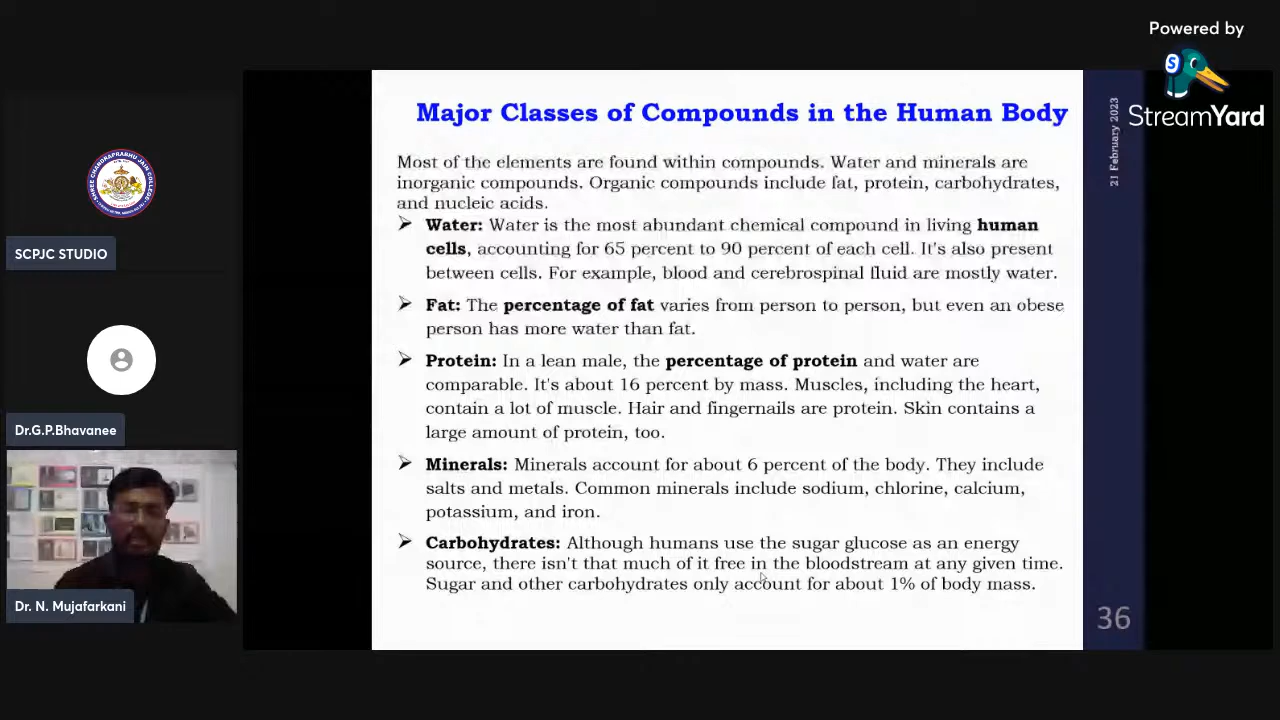 Powered by
StreamYard
21 February 2023
Major Classes of Compounds in the Human Body
Most of the elements are found within compounds. Water and minerals are
inorganic compounds. Organic compounds include fat, protein, carbohydrates,
and nucleic acids.
➢ Water: Water is the most abundant chemical compound in living human
cells, accounting for 65 percent to 90 percent of each cell. It's also present
between cells. For example, blood and cerebrospinal fluid are mostly water.
➢ Fat: The percentage of fat varies from person to person, but even an obese
person has more water than fat.
➢ Protein: In a lean male, the percentage of protein and water are
comparable. It's about 16 percent by mass. Muscles, including the heart,
contain a lot of muscle. Hair and fingernails are protein. Skin contains a
large amount of protein, too.
➢ Minerals: Minerals account for about 6 percent of the body. They include
salts and metals. Common minerals include sodium, chlorine, calcium,
potassium, and iron.
➢ Carbohydrates: Although humans use the sugar glucose as an energy
source, there isn't that much of it free in the bloodstream at any given time.
Sugar and other carbohydrates only account for about 1% of body mass.
36
SCPJC STUDIO
Dr.G.P.Bhavanee
Dr. N. Mujafarkani